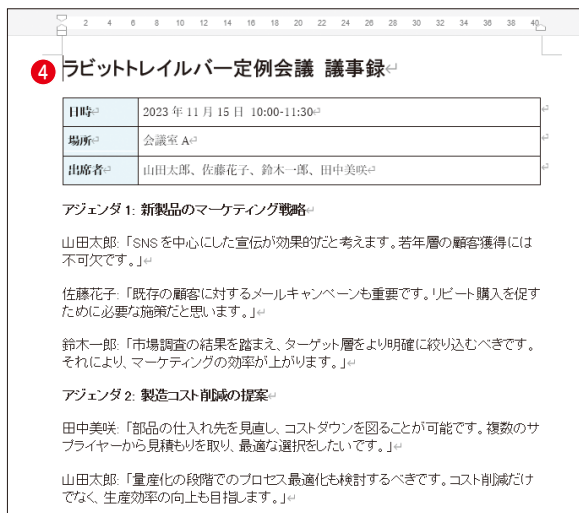 2 4 6 8 10 12 14 16 18 20 22 24 26 28 30 32 34 36 38 40
4 ラビットトレイルバー定例会議 議事録↵
日時↵ 2023 年 11 月 15 日 10:00-11:30↵
場所↵ 会議室 A↵
出席者↵ 山田太郎、佐藤花子、鈴木一郎、田中美咲↵
アジェンダ 1: 新製品のマーケティング戦略↵
山田太郎:「SNS を中心にした宣伝が効果的だと考えます。若年層の顧客獲得には
不可欠です。」↵
佐藤花子:「既存の顧客に対するメールキャンペーンも重要です。リピート購入を促す
ために必要な施策だと思います。」↵
鈴木一郎:「市場調査の結果を踏まえ、ターゲット層をより明確に絞り込むべきです。
それにより、マーケティングの効率が上がります。」↵
アジェンダ 2: 製造コスト削減の提案↵
田中美咲:「部品の仕入れ先を見直し、コストダウンを図ることが可能です。複数のサ
プライヤーから見積もりを取り、最適な選択をしたいです。」↵
山田太郎:「量産化の段階でのプロセス最適化も検討するべきです。コスト削減だけ
でなく、生産効率の向上も目指します。」↵